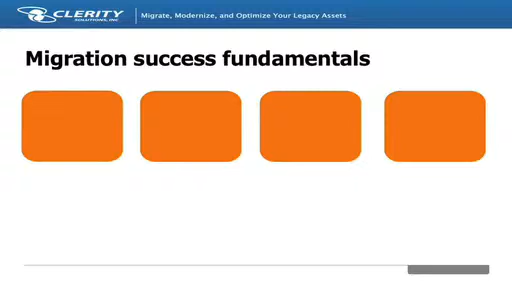 CLERITY
SOLUTIONS, INC
Migrate, Modernize, and Optimize Your Legacy Assets
Migration success fundamentals